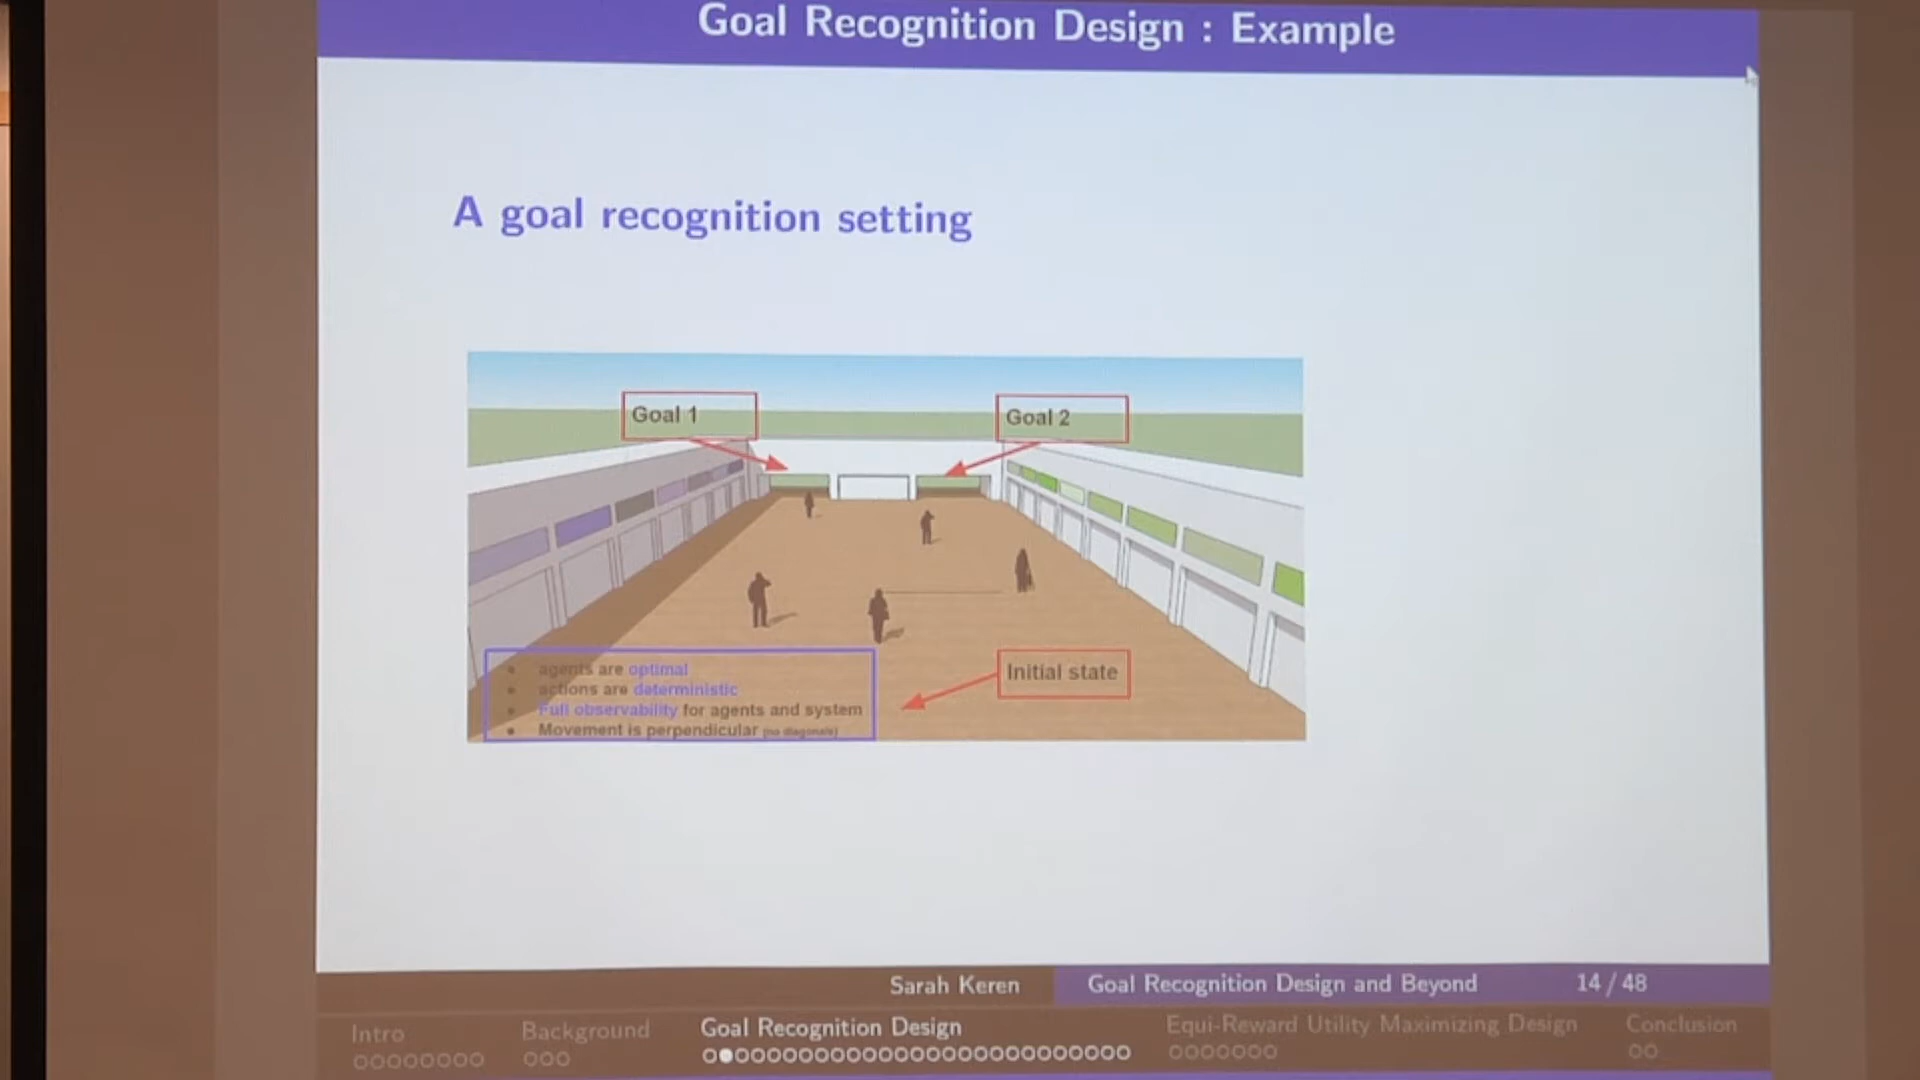 Goal Recognition Design : Example
A goal recognition setting
Goal 1
Goal 2
Initial state
agents are optimal
actions are deterministic
Full observability for agents and system
Movement is perpendicular (no diagonals)
Sarah Keren
Goal Recognition Design and Beyond
14 / 48
Intro
Background
Goal Recognition Design
Equi-Reward Utility Maximizing Design
Conclusion